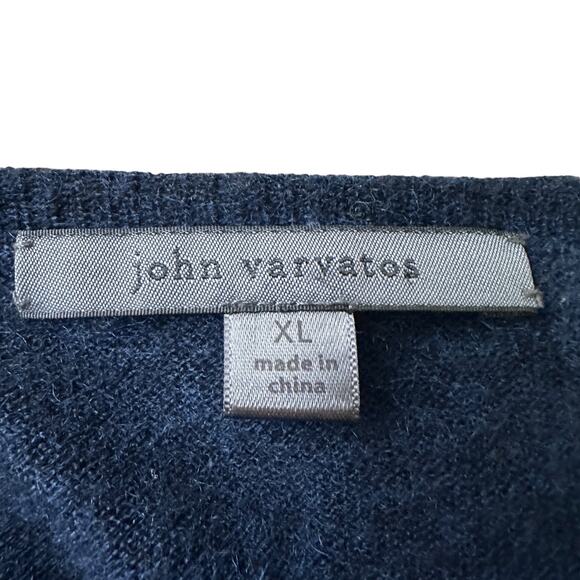 john varvatos
XL
made in
china